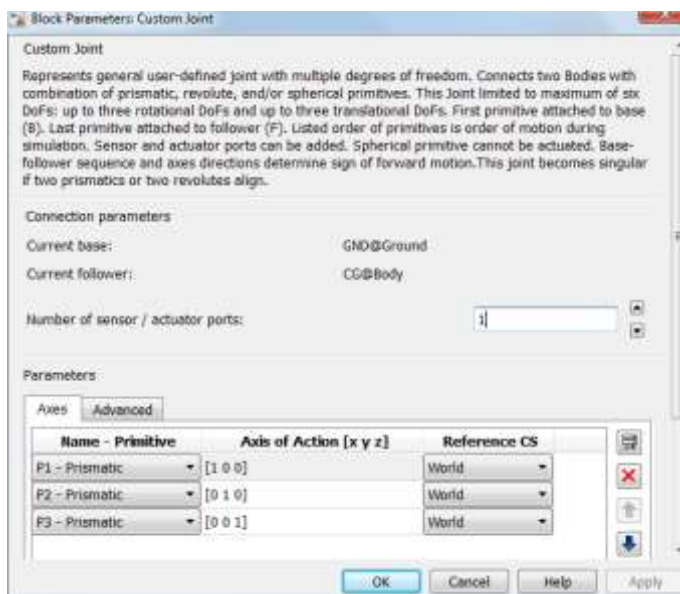 Block Parameters: Custom Joint
Custom Joint
Represents general user-defined joint with multiple degrees of freedom. Connects two Bodies with
combination of prismatic, revolute, and/or spherical primitives. This Joint limited to maximum of six
DoFs: up to three rotational DoFs and up to three translational DoFs. First primitive attached to base
(B). Last primitive attached to follower (F). Listed order of primitives is order of motion during
simulation. Sensor and actuator ports can be added. Spherical primitive cannot be actuated. Base-
follower sequence and axes directions determine sign of forward motion.This joint becomes singular
if two prismatics or two revolutes align.
Connection parameters
Current base: GND@Ground
Current follower: CG@Body
Number of sensor / actuator ports: 1
Parameters
Axes Advanced
Name - Primitive Axis of Action [x y z] Reference CS
P1 - Prismatic [1 0 0] World
P2 - Prismatic [0 1 0] World
P3 - Prismatic [0 0 1] World
OK Cancel Help Apply